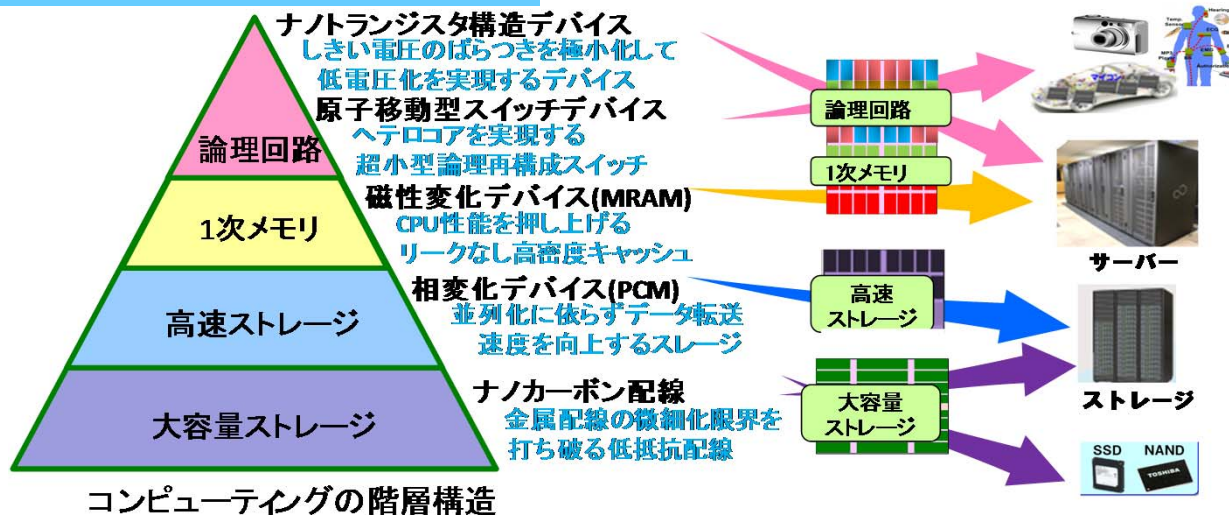 ナノトランジスタ構造デバイス
しきい電圧のばらつきを極小化して
低電圧化を実現するデバイス
原子移動型スイッチデバイス
ヘテロコアを実現する
超小型論理再構成スイッチ
磁性変化デバイス(MRAM)
CPU性能を押し上げる
リークなし高密度キャッシュ
相変化デバイス(PCM)
並列化に依らずデータ転送
速度を向上するスレージ
ナノカーボン配線
金属配線の微細化限界を
打ち破る低抵抗配線
論理回路
1次メモリ
高速ストレージ
大容量ストレージ
コンピューティングの階層構造
論理回路
1次メモリ
高速
ストレージ
大容量
ストレージ
マイコン
サーバー
ストレージ
SSD NAND
TOSHIBA